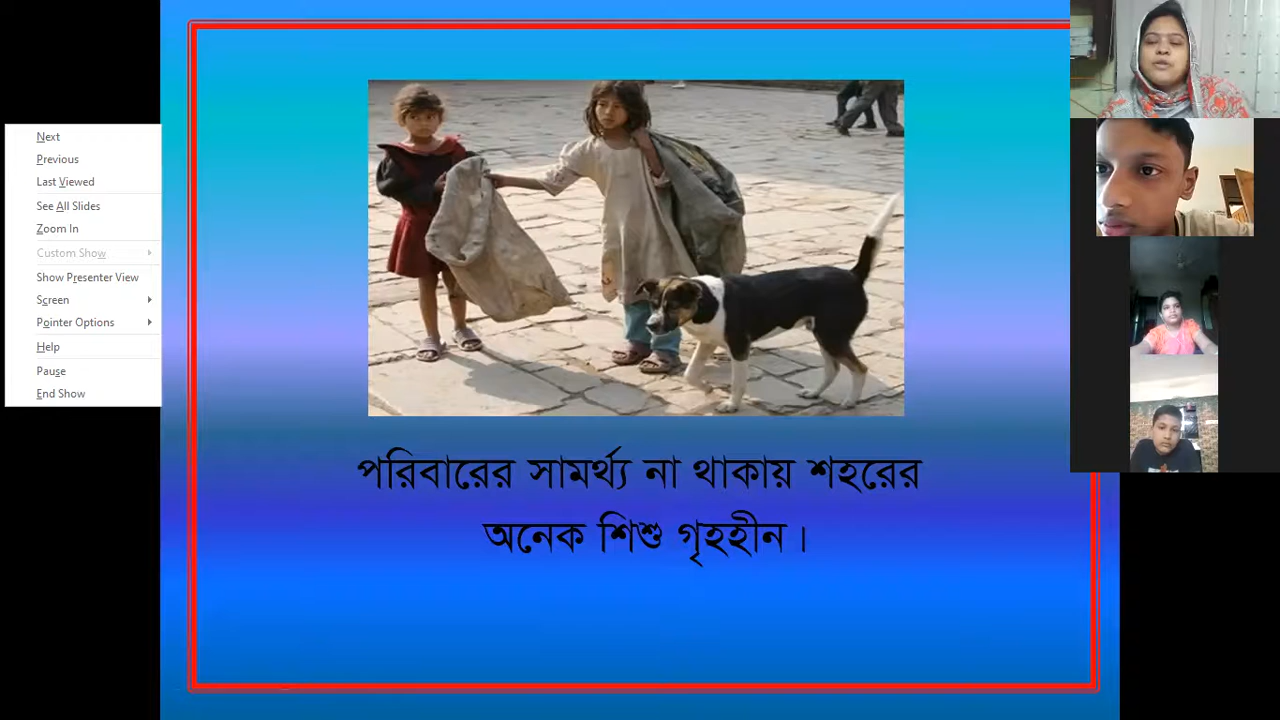 Next
Previous
Last Viewed
See All Slides
Zoom In
Custom Show
Show Presenter View
Screen
Pointer Options
Help
Pause
End Show
পরিবারের সামর্থ্য না থাকায় শহরের
অনেক শিশু গৃহহীন।